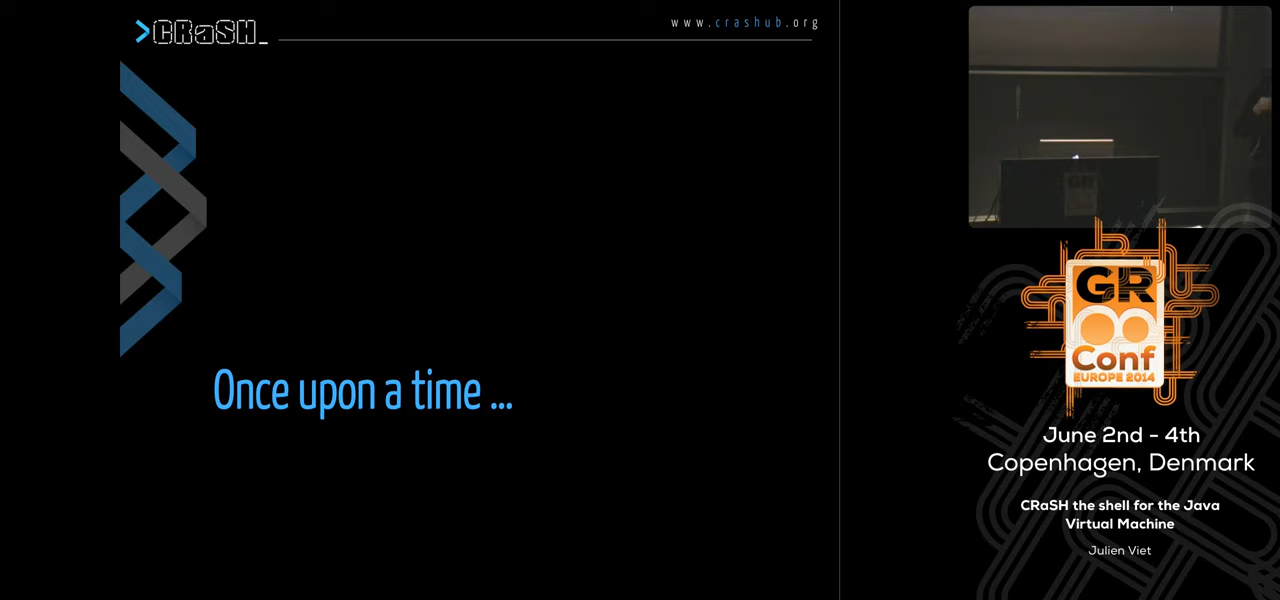 >CRaSH_
www.crashub.org
Once upon a time ...
GR
Conf
EUROPE 2014
June 2nd - 4th
Copenhagen, Denmark
CRaSH the shell for the Java
Virtual Machine
Julien Viet